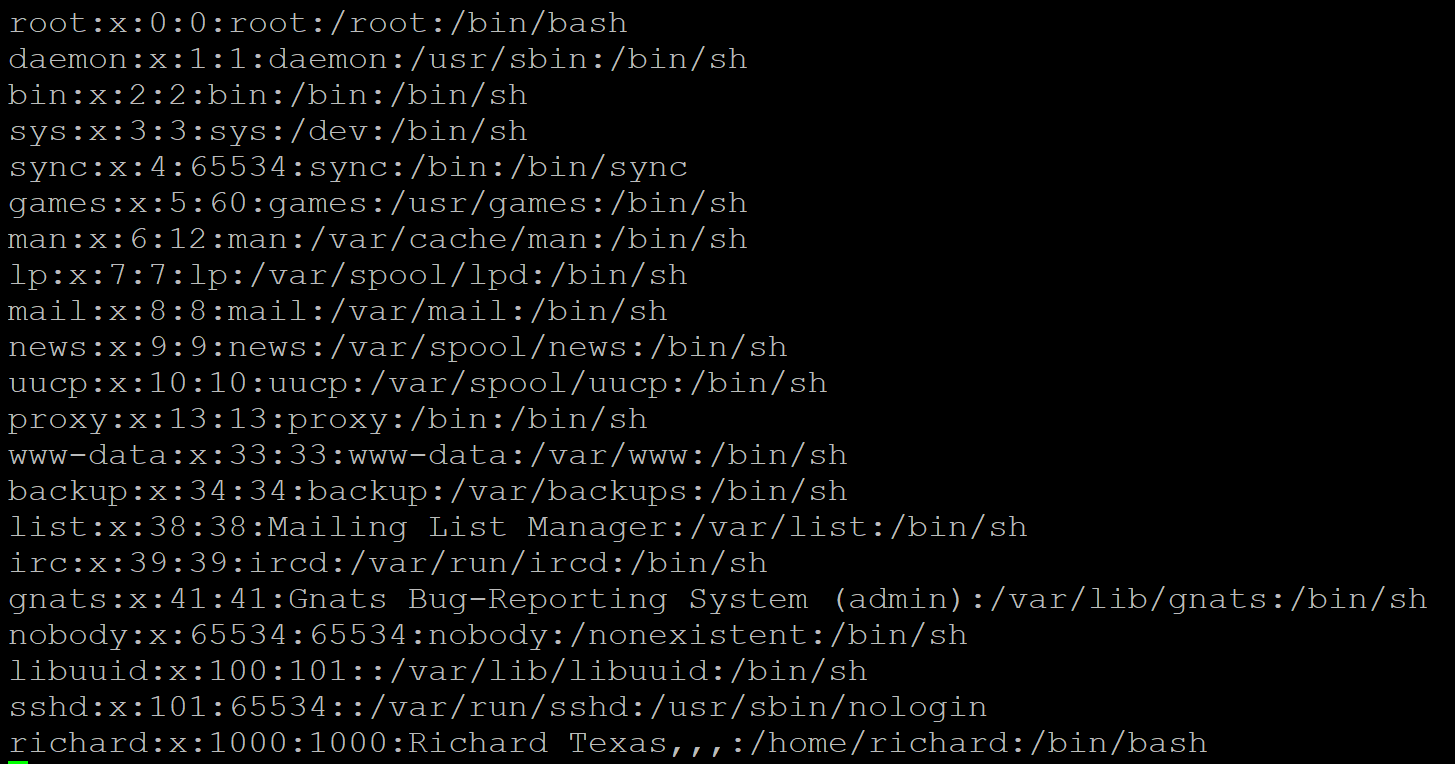 root:x:0:0:root:/root:/bin/bash
daemon:x:1:1:daemon:/usr/sbin:/bin/sh
bin:x:2:2:bin:/bin:/bin/sh
sys:x:3:3:sys:/dev:/bin/sh
sync:x:4:65534:sync:/bin:/bin/sync
games:x:5:60:games:/usr/games:/bin/sh
man:x:6:12:man:/var/cache/man:/bin/sh
lp:x:7:7:lp:/var/spool/lpd:/bin/sh
mail:x:8:8:mail:/var/mail:/bin/sh
news:x:9:9:news:/var/spool/news:/bin/sh
uucp:x:10:10:uucp:/var/spool/uucp:/bin/sh
proxy:x:13:13:proxy:/bin:/bin/sh
www-data:x:33:33:www-data:/var/www:/bin/sh
backup:x:34:34:backup:/var/backups:/bin/sh
list:x:38:38:Mailing List Manager:/var/list:/bin/sh
irc:x:39:39:ircd:/var/run/ircd:/bin/sh
gnats:x:41:41:Gnats Bug-Reporting System (admin):/var/lib/gnats:/bin/sh
nobody:x:65534:65534:nobody:/nonexistent:/bin/sh
libuuid:x:100:101::/var/lib/libuuid:/bin/sh
sshd:x:101:65534::/var/run/sshd:/usr/sbin/nologin
richard:x:1000:1000:Richard Texas,,,:/home/richard:/bin/bash